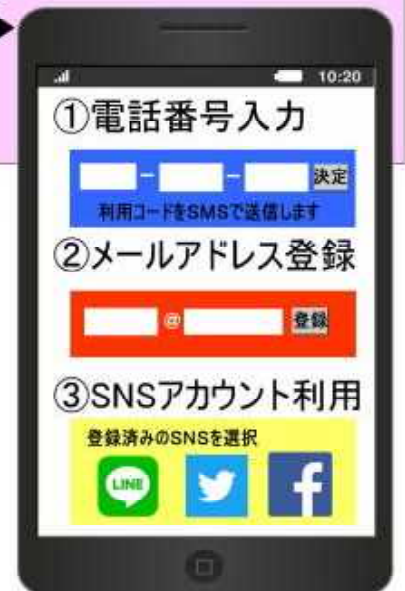 10:20
①電話番号入力
－ － 決定
利用コードをSMSで送信します
②メールアドレス登録
@ 登録
③SNSアカウント利用
登録済みのSNSを選択
LINE